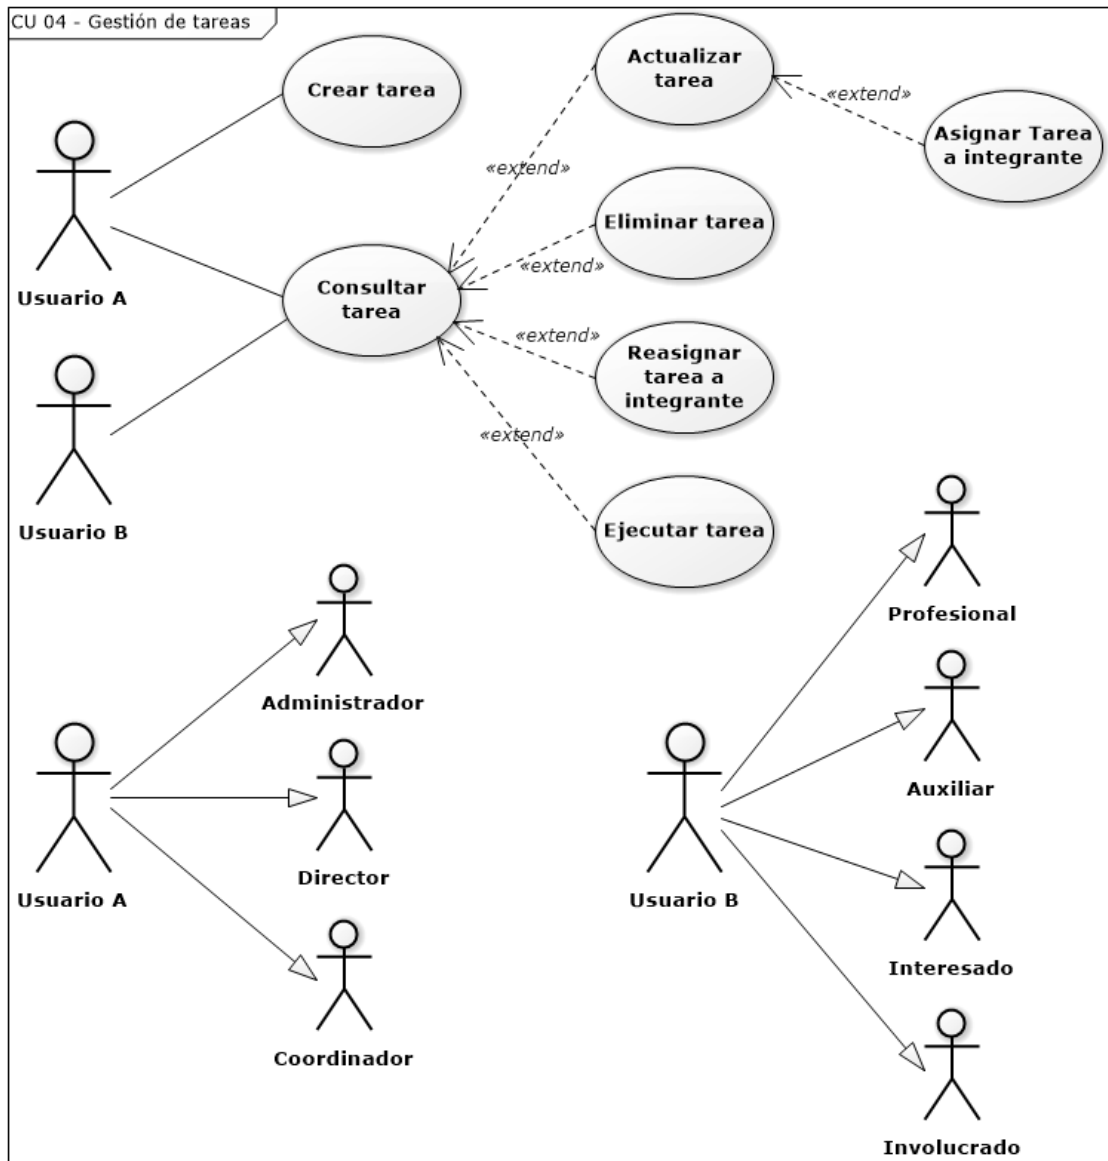 CU 04 - Gestión de tareas
Crear tarea
Actualizar
tarea
«extend»
Asignar Tarea
a integrante
«extend»
Eliminar tarea
«extend»
Usuario A
Consultar
tarea
«extend»
Reasignar
tarea a
integrante
«extend»
Ejecutar tarea
Usuario B
Profesional
Administrador
Auxiliar
Director
Usuario A
Usuario B
Interesado
Coordinador
Involucrado